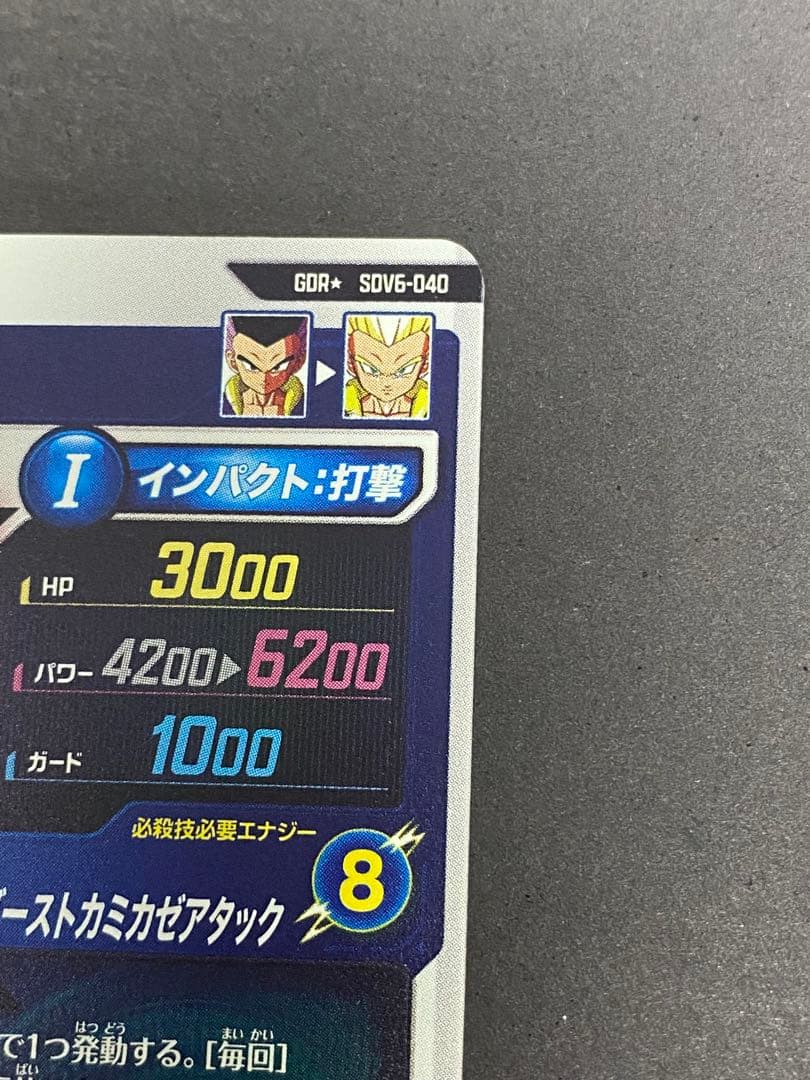 GDR★ SDV6-040
I インパクト:打撃
HP 3000
パワー 4200▶6200
ガード 1000
必殺技必要エナジー
8
ーストカミカゼアタック
で1つ発動する。[毎回]